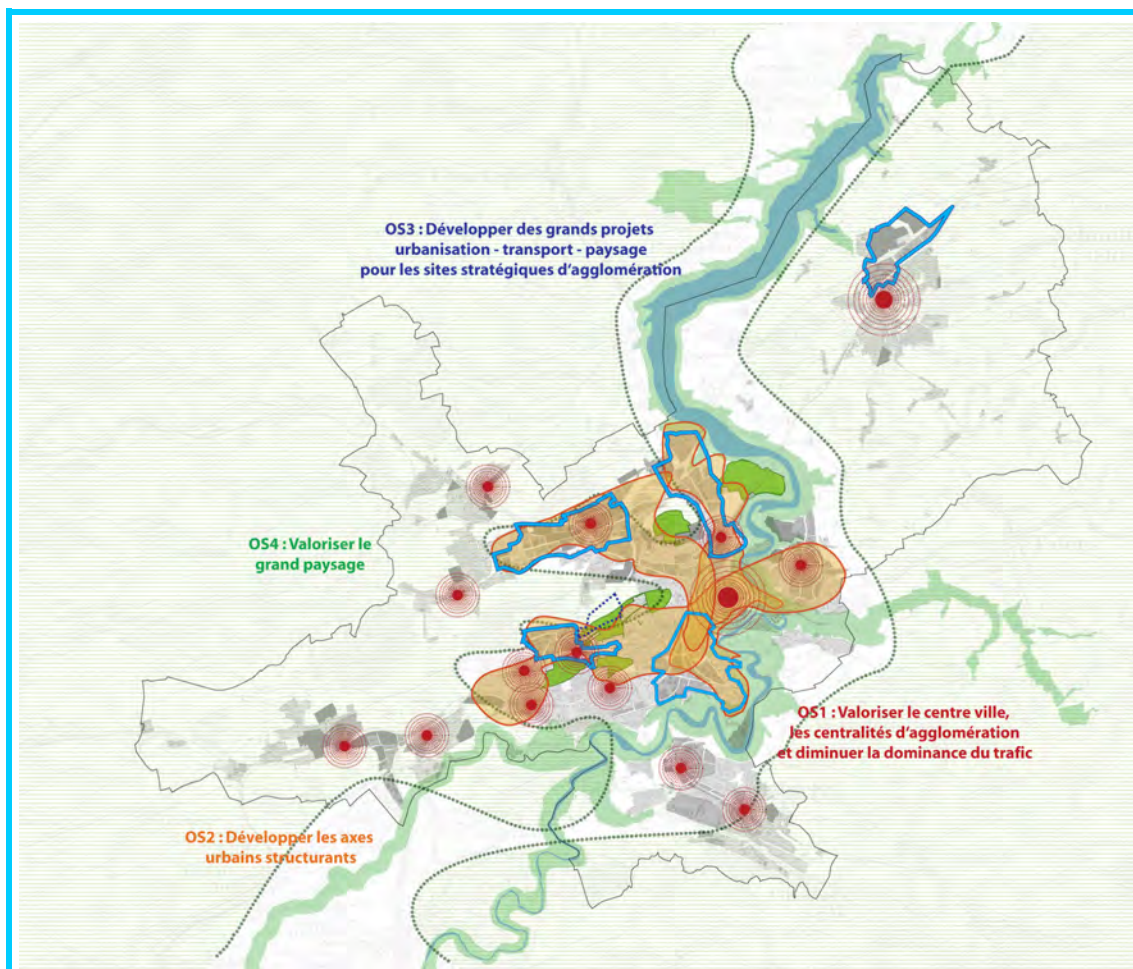 OS3 : Développer des grands projets
urbanisation - transport - paysage
pour les sites stratégiques d'agglomération
OS4 : Valoriser le
grand paysage
OS1 : Valoriser le centre ville,
les centralités d'agglomération
et diminuer la dominance du trafic
OS2 : Développer les axes
urbains structurants